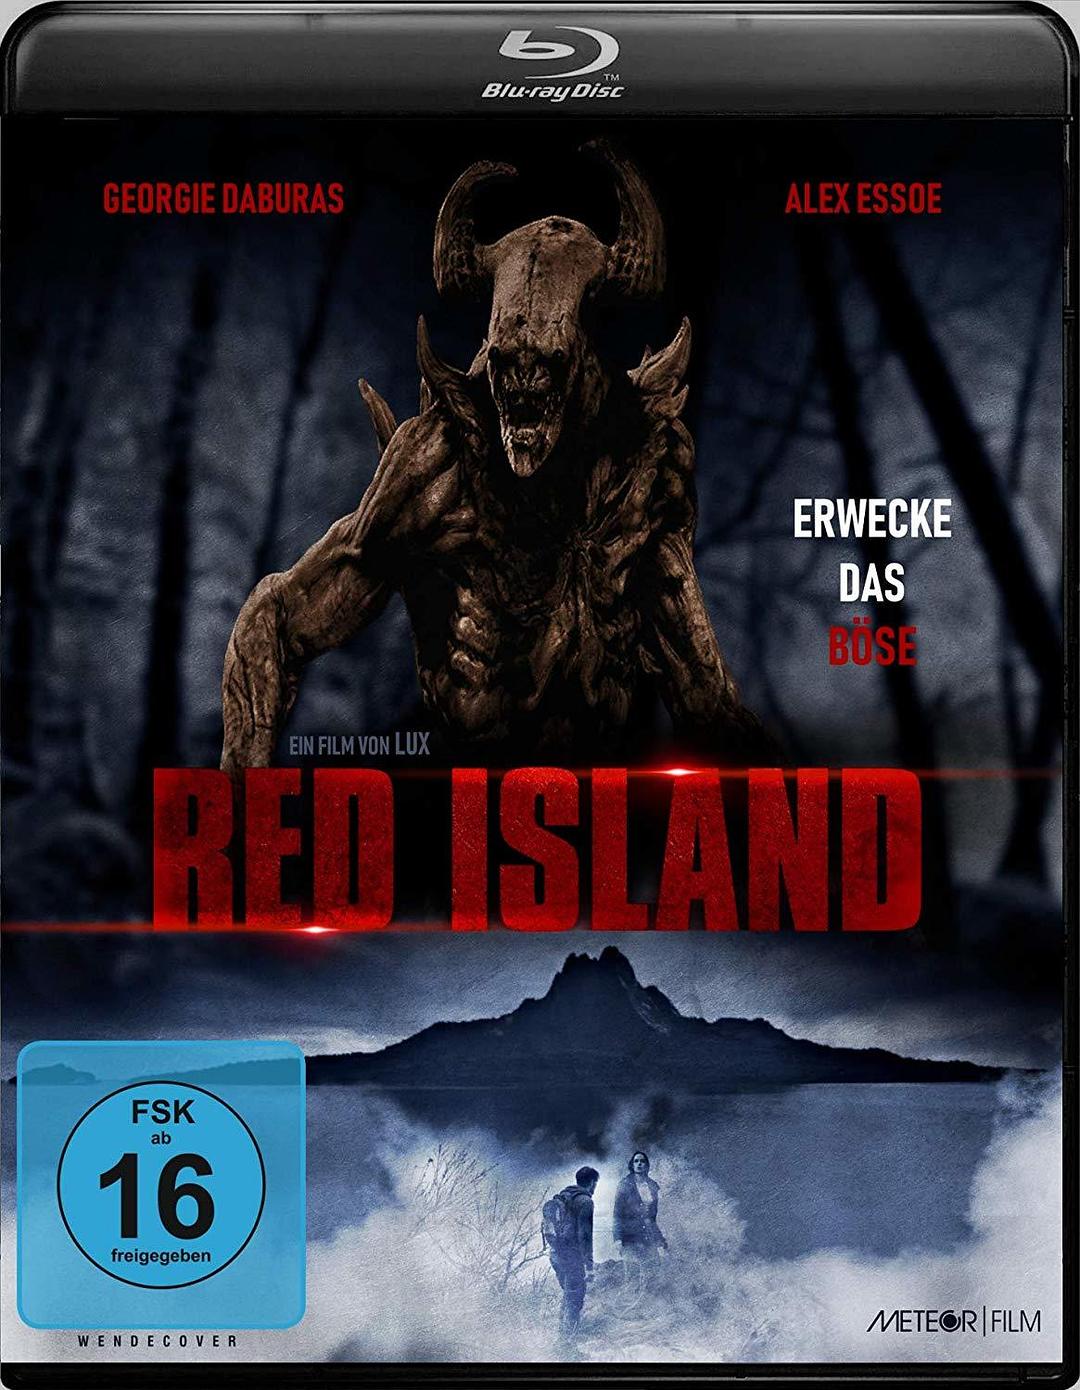 Blu-ray Disc™
GEORGIE DABURAS
ALEX ESSOE
ERWECKE
DAS
BÖSE
EIN FILM VON LUX
RED ISLAND
FSK
ab
16
freigegeben
WENDECOVER
METEOR|FILM